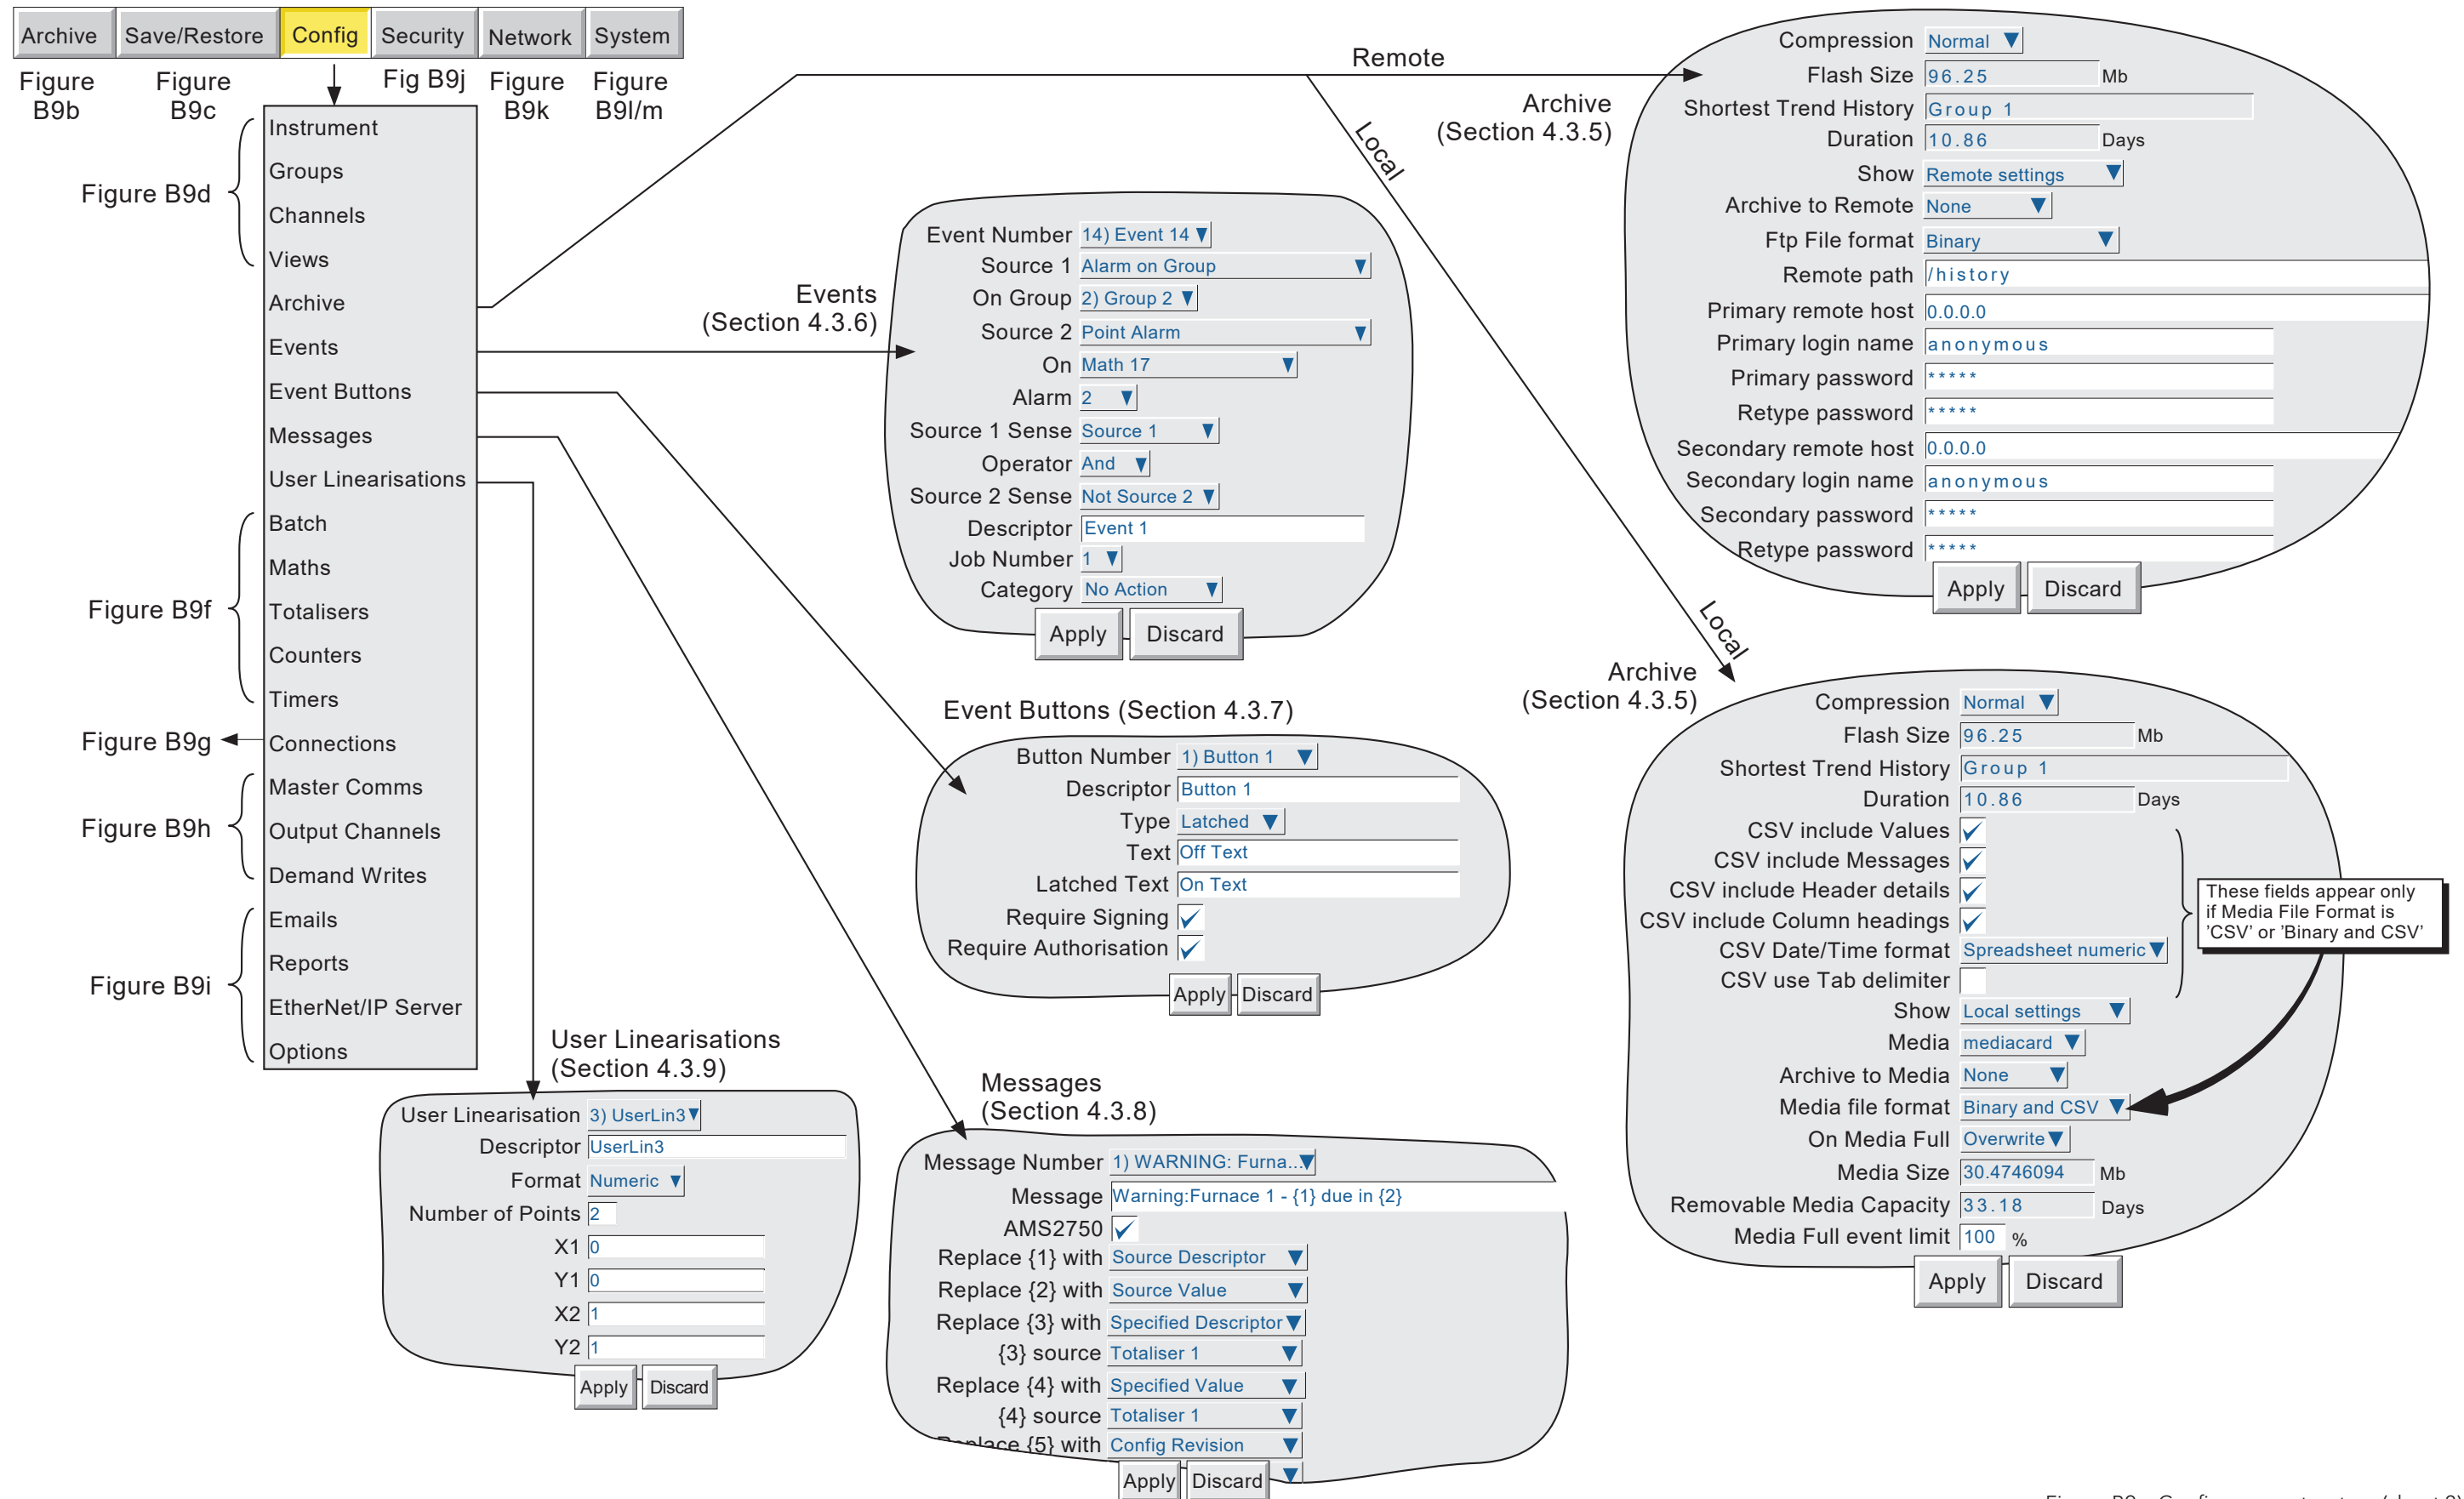 Archive Save/Restore Config Security Network System
Figure B9b
Figure B9c
Fig B9j
Figure B9k
Figure B9l/m
Instrument
Groups
Channels
Views
Archive
Events
Event Buttons
Messages
User Linearisations
Batch
Maths
Totalisers
Counters
Timers
Connections
Master Comms
Output Channels
Demand Writes
Emails
Reports
EtherNet/IP Server
Options
Figure B9d
Figure B9f
Figure B9g
Figure B9h
Figure B9i
Remote
Local
Local
Archive
(Section 4.3.5)
Compression Normal
Flash Size 96.25 Mb
Shortest Trend History Group 1
Duration 10.86 Days
Show Remote settings
Archive to Remote None
Ftp File format Binary
Remote path /history
Primary remote host 0.0.0.0
Primary login name anonymous
Primary password *****
Retype password *****
Secondary remote host 0.0.0.0
Secondary login name anonymous
Secondary password *****
Retype password *****
Apply Discard
Events
(Section 4.3.6)
Event Number 14) Event 14
Source 1 Alarm on Group
On Group 2) Group 2
Source 2 Point Alarm
On Math 17
Alarm 2
Source 1 Sense Source 1
Operator And
Source 2 Sense Not Source 2
Descriptor Event 1
Job Number 1
Category No Action
Apply Discard
Event Buttons (Section 4.3.7)
Button Number 1) Button 1
Descriptor Button 1
Type Latched
Text Off Text
Latched Text On Text
Require Signing
Require Authorisation
Apply Discard
Archive
(Section 4.3.5)
Compression Normal
Flash Size 96.25 Mb
Shortest Trend History Group 1
Duration 10.86 Days
CSV include Values
CSV include Messages
CSV include Header details
CSV include Column headings
CSV Date/Time format Spreadsheet numeric
CSV use Tab delimiter
Show Local settings
Media mediacard
Archive to Media None
Media file format Binary and CSV
On Media Full Overwrite
Media Size 30.4746094 Mb
Removable Media Capacity 33.18 Days
Media Full event limit 100 %
Apply Discard
These fields appear only
if Media File Format is
'CSV' or 'Binary and CSV'
User Linearisations
(Section 4.3.9)
User Linearisation 3) UserLin3
Descriptor UserLin3
Format Numeric
Number of Points 2
X1 0
Y1 0
X2 1
Y2 1
Apply Discard
Messages
(Section 4.3.8)
Message Number 1) WARNING: Furna...
Message Warning:Furnace 1 - {1} due in {2}
AMS2750
Replace {1} with Source Descriptor
Replace {2} with Source Value
Replace {3} with Specified Descriptor
{3} source Totaliser 1
Replace {4} with Specified Value
{4} source Totaliser 1
Replace {5} with Config Revision
Apply Discard